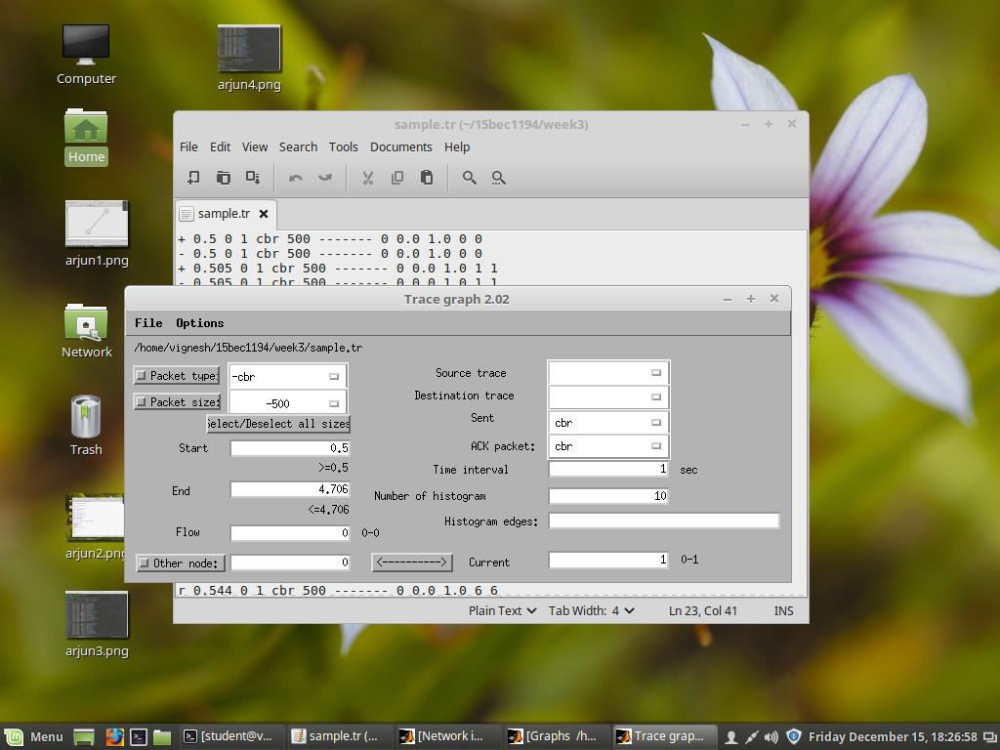 Computer
arjun4.png
Home
arjun1.png
Network
Trash
arjun2.png
arjun3.png
sample.tr (~/15bec1194/week3)
File Edit View Search Tools Documents Help
sample.tr
+ 0.5 0 1 cbr 500 ------- 0 0.0 1.0 0 0
- 0.5 0 1 cbr 500 ------- 0 0.0 1.0 0 0
+ 0.505 0 1 cbr 500 ------- 0 0.0 1.0 1 1
- 0.505 0 1 cbr 500 ------- 0 0.0 1.0 1 1
Trace graph 2.02
File Options
/home/vignesh/15bec1194/week3/sample.tr
Packet type: -cbr
Source trace
Packet size: -500
Destination trace
Select/Deselect all sizes
Sent cbr
Start 0.5
ACK packet: cbr
>=0.5
Time interval 1 sec
End 4.706
Number of histogram 10
<=4.706
Histogram edges:
Flow 0 0-0
Other node: 0
<---------->
Current 1 0-1
r 0.544 0 1 cbr 500 ------- 0 0.0 1.0 6 6
Plain Text Tab Width: 4 Ln 23, Col 41 INS
Menu [student@v... sample.tr (... [Network i... [Graphs /h... Trace grap... Friday December 15, 18:26:58